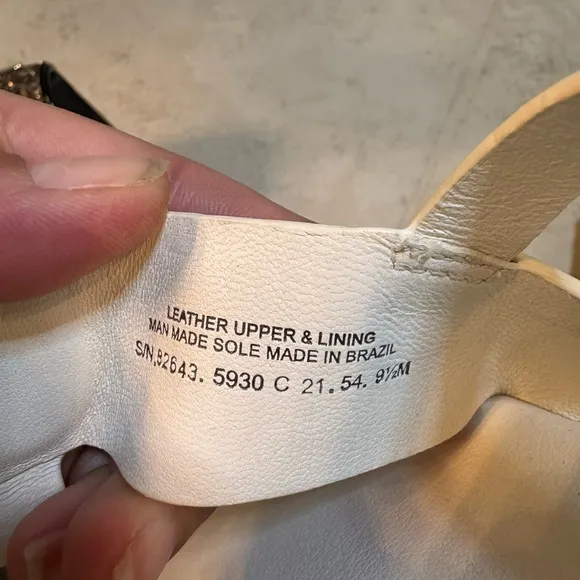 LEATHER UPPER & LINING
MAN MADE SOLE MADE IN BRAZIL
S/N,82643. 5930 C 21.54. 9½M